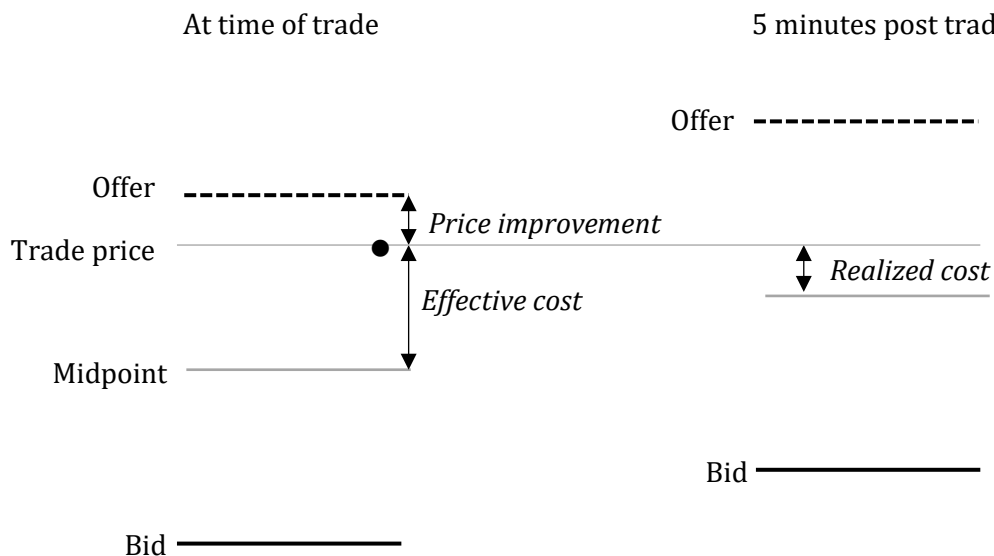 At time of trade
5 minutes post trad
Offer
Offer
Price improvement
Trade price
Realized cost
Effective cost
Midpoint
Bid
Bid